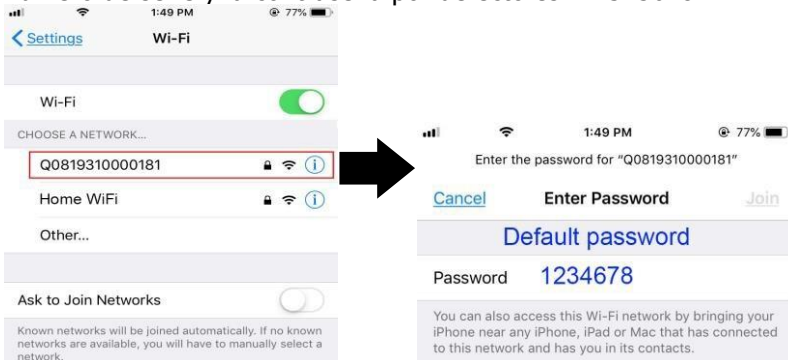 1:49 PM
77%
Settings
Wi-Fi
Wi-Fi
CHOOSE A NETWORK...
Q0819310000181
Home WiFi
Other...
Ask to Join Networks
Known networks will be joined automatically. If no known
networks are available, you will have to manually select a
network.
1:49 PM
77%
Enter the password for “Q0819310000181”
Cancel
Enter Password
Join
Default password
Password 1234678
You can also access this Wi-Fi network by bringing your
iPhone near any iPhone, iPad or Mac that has connected
to this network and has you in its contacts.